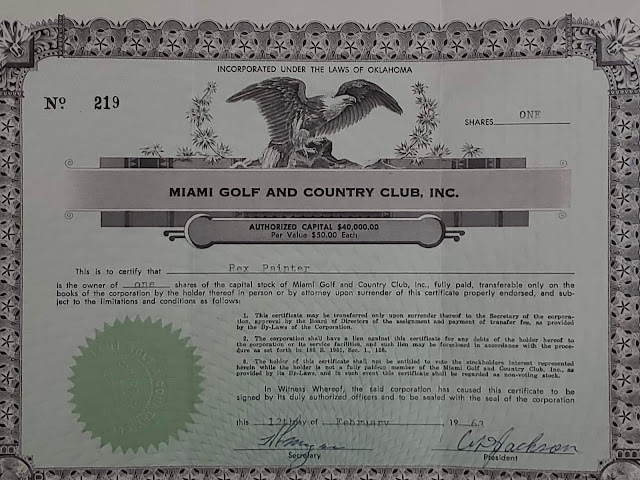 INCORPORATED UNDER THE LAWS OF OKLAHOMA
Nº 219
SHARES ONE
MIAMI GOLF AND COUNTRY CLUB, INC.
AUTHORIZED CAPITAL $40,000.00
Par Value $50.00 Each
This is to certify that Rex Painter
is the owner of one shares of the capital stock of Miami Golf and Country Club, Inc., fully paid, transferable only on
the books of the corporation by the holder thereof in person or by attorney upon surrender of this certificate properly endorsed, and sub-
ject to the limitations and conditions as follows:
1. This certificate may be transferred only upon surrender thereof to the Secretary of the corpora-
tion, approval by the Board of Directors of the assignment and payment of transfer fee, as provided
by the By-Laws of the Corporation.
2. The corporation shall have a lien against this certificate for any debts of the holder thereof to
the corporation or its service facilities, and such lien may be foreclosed in accordance with the proce-
dure as set forth in 18 S. 1961, Sec. 1, 126.
3. The holder of this certificate shall not be entitled to vote the stockholders interest represented
herein while the holder is not a fully paid-up member of the Miami Golf and Country Club, Inc., as
provided by its By-Laws, and in such event this certificate shall be regarded as non-voting stock.
In Witness Whereof, the said corporation has caused this certificate to be
signed by its duly authorized officers and to be sealed with the seal of the corporation
this 12th day of February 1963
Jackson
Secretary President